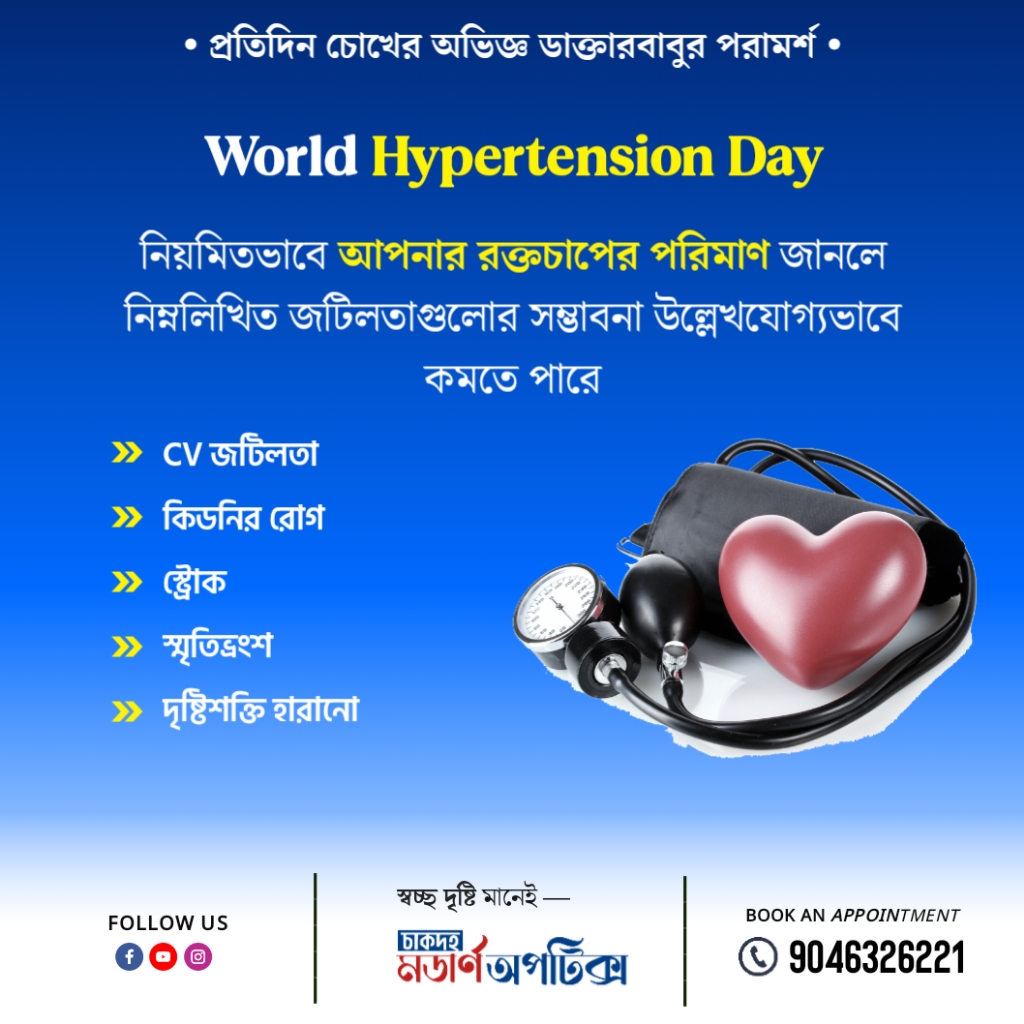 • প্রতিদিন চোখের অভিজ্ঞ ডাক্তারবাবুর পরামর্শ •
World Hypertension Day
নিয়মিতভাবে আপনার রক্তচাপের পরিমাণ জানলে
নিম্নলিখিত জটিলতাগুলোর সম্ভাবনা উল্লেখযোগ্যভাবে
কমতে পারে
» CV জটিলতা
» কিডনির রোগ
» স্ট্রোক
» স্মৃতিভ্রংশ
» দৃষ্টিশক্তি হারানো
FOLLOW US
স্বচ্ছ দৃষ্টি মানেই —
চাকদহ
মডার্ণ অপটিক্স
BOOK AN APPOINTMENT
9046326221